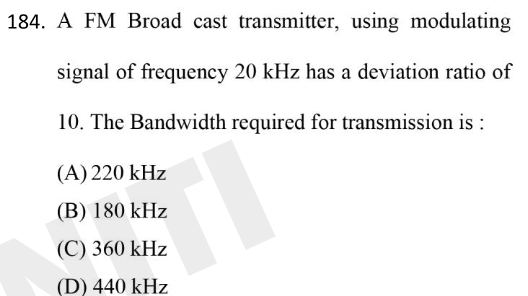 184. A FM Broad cast transmitter, using modulating
signal of frequency 20 kHz has a deviation ratio of
10. The Bandwidth required for transmission is :
(A) 220 kHz
(B) 180 kHz
(C) 360 kHz
(D) 440 kHz
NITI